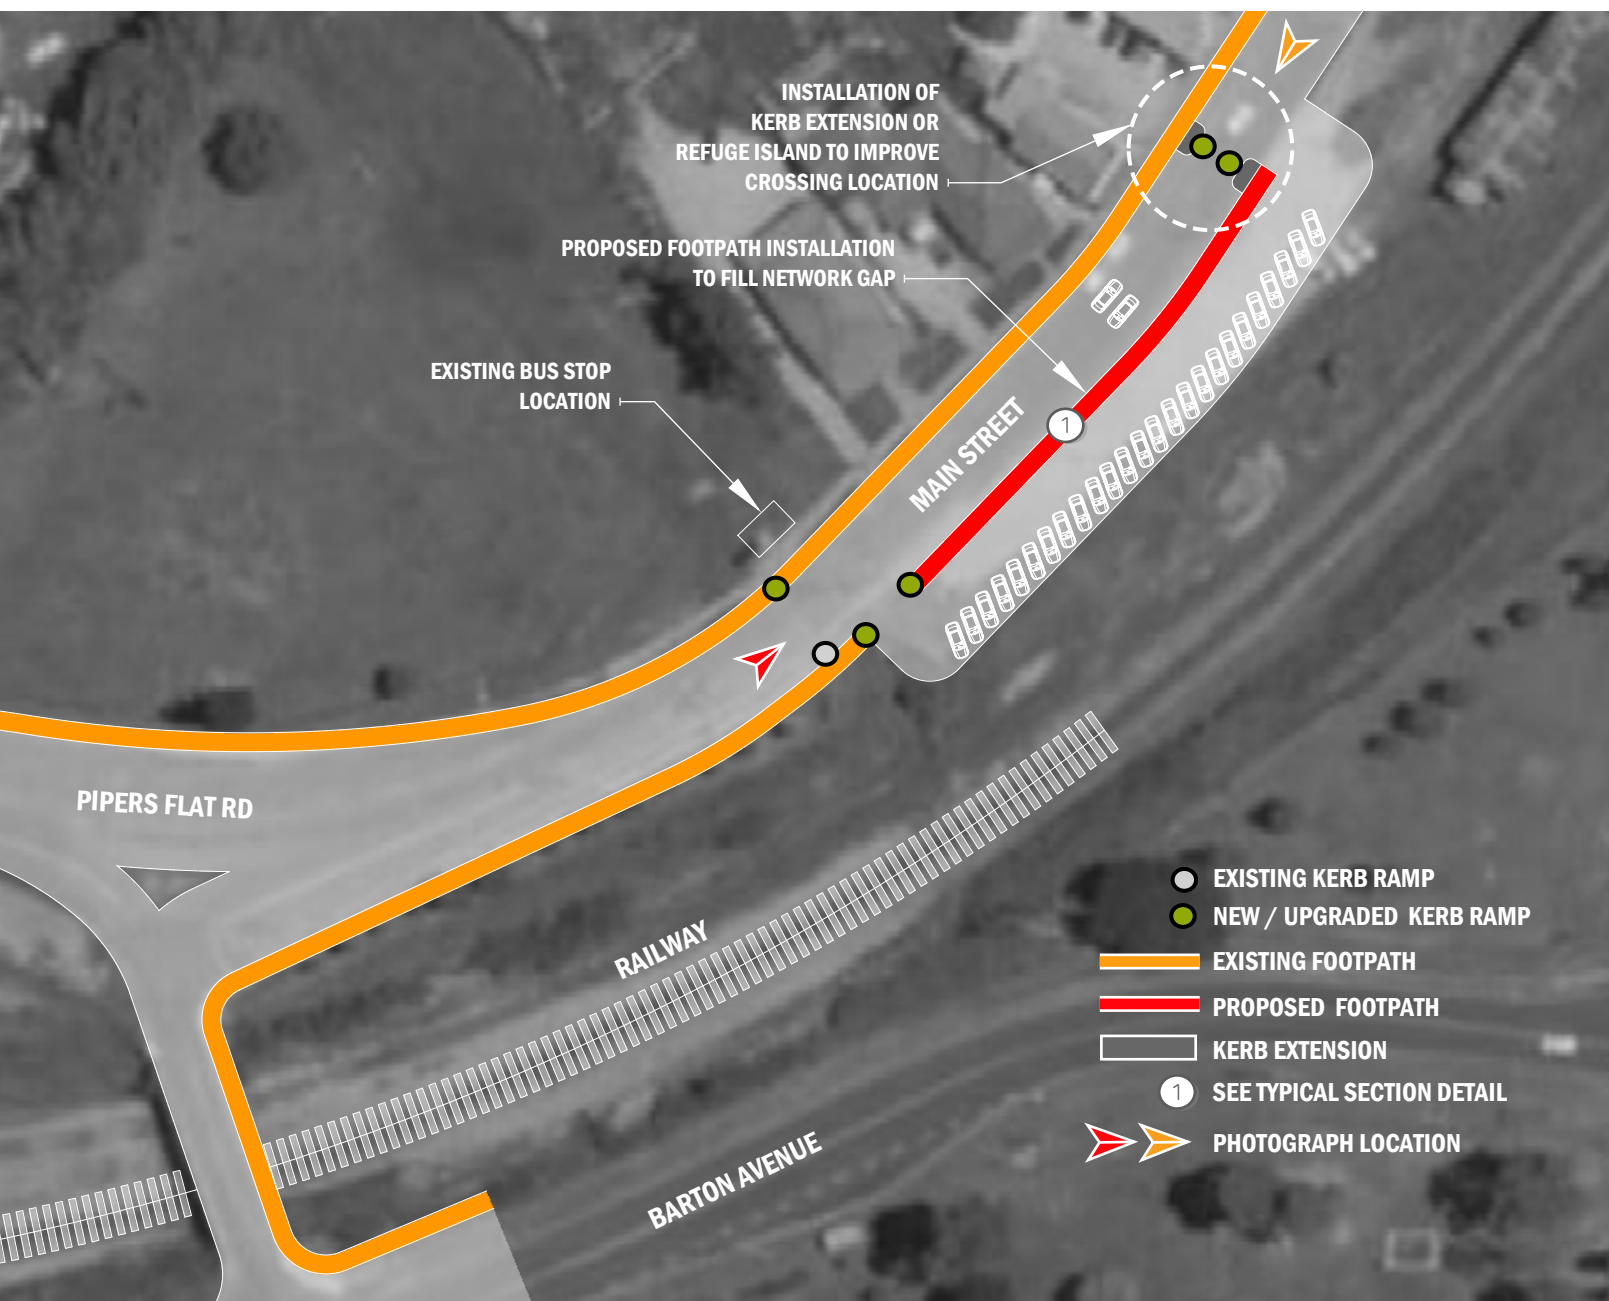 INSTALLATION OF
KERB EXTENSION OR
REFUGE ISLAND TO IMPROVE
CROSSING LOCATION
PROPOSED FOOTPATH INSTALLATION
TO FILL NETWORK GAP
EXISTING BUS STOP
LOCATION
MAIN STREET
1
PIPERS FLAT RD
RAILWAY
BARTON AVENUE
EXISTING KERB RAMP
NEW / UPGRADED KERB RAMP
EXISTING FOOTPATH
PROPOSED FOOTPATH
KERB EXTENSION
1 SEE TYPICAL SECTION DETAIL
PHOTOGRAPH LOCATION